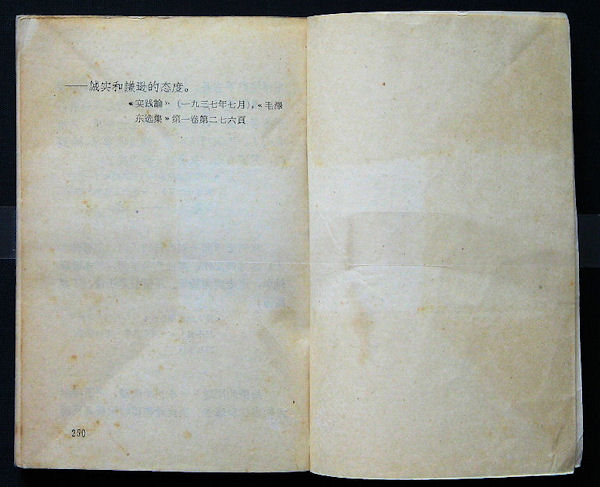 ——誠实和謙逊的态度。
«实践論» (一九三七年七月), «毛澤
东选集» 第一卷第二七六頁
250